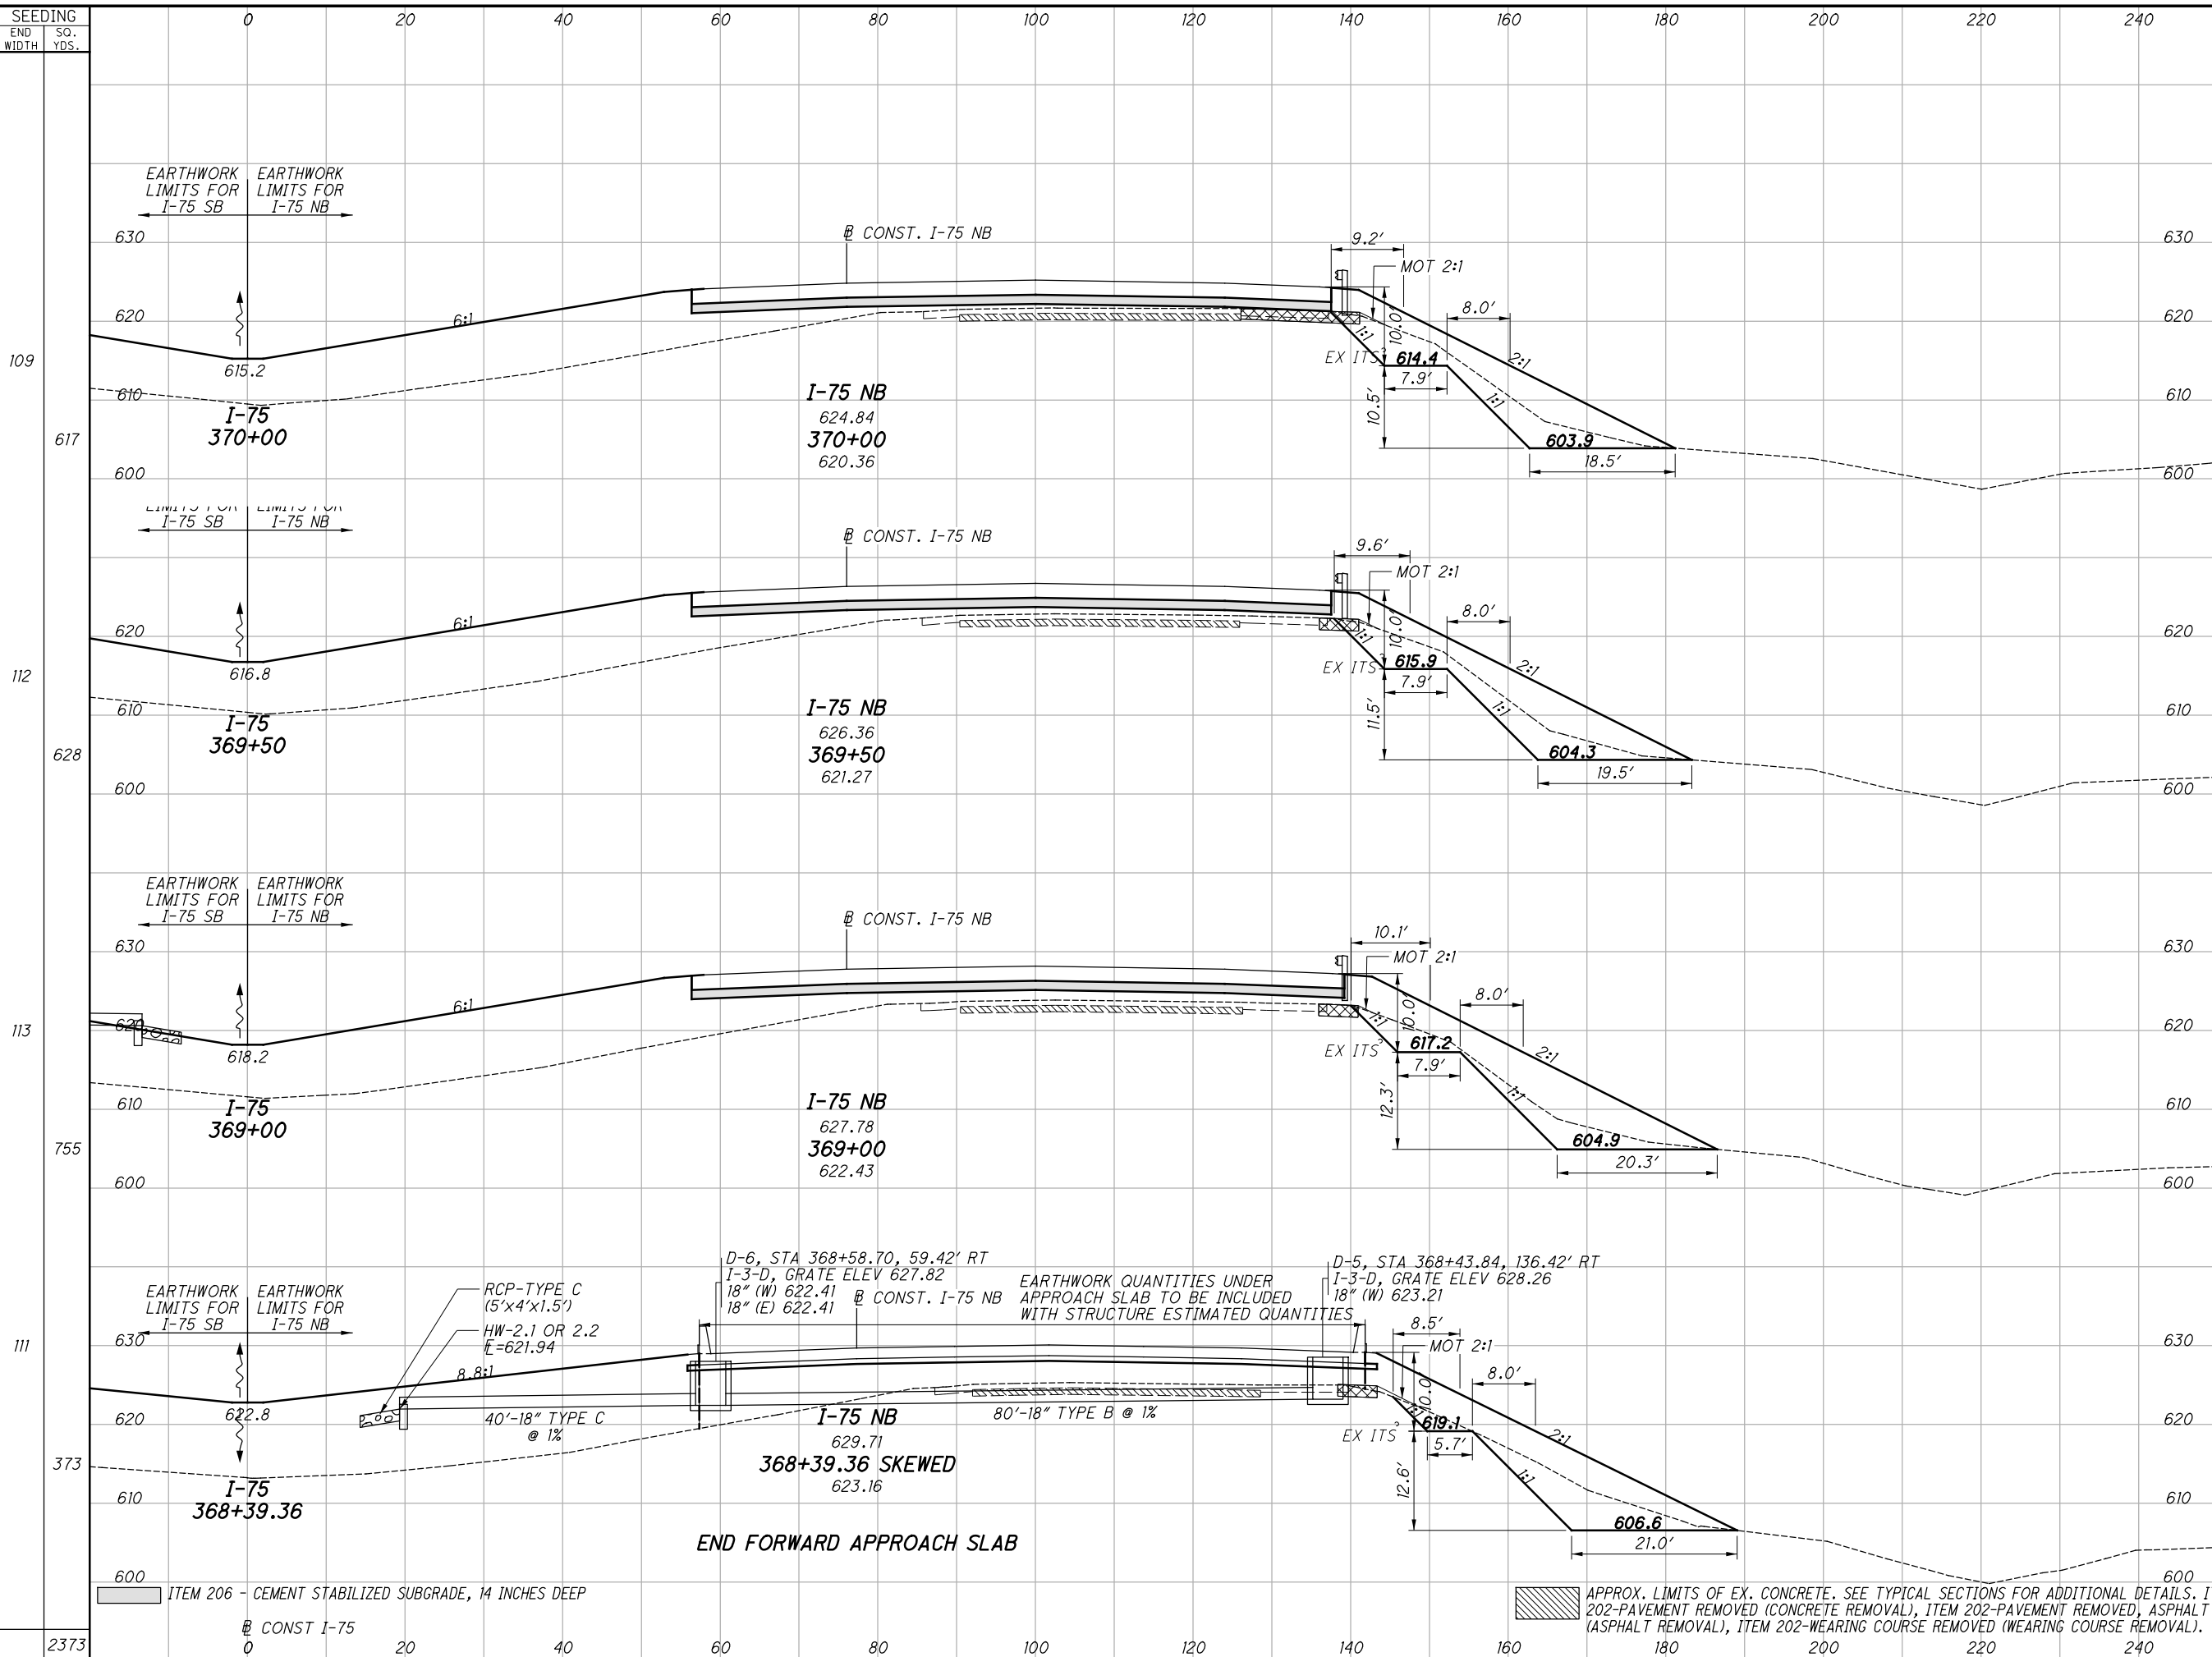 SEEDING
END WIDTH
SQ. YDS.
0 20 40 60 80 100 120 140 160 180 200 220 240
EARTHWORK LIMITS FOR I-75 SB
EARTHWORK LIMITS FOR I-75 NB
630
620
610
600
109
617
615.2
6:1
I-75
370+00
℄ CONST. I-75 NB
I-75 NB
624.84
370+00
620.36
9.2'
MOT 2:1
8.0'
10.0'
1:1
EX ITS
614.4
7.9'
10.5'
2:1
1:1
603.9
18.5'
630
620
610
600
I-75 SB
I-75 NB
620
610
600
112
628
616.8
6:1
I-75
369+50
℄ CONST. I-75 NB
I-75 NB
626.36
369+50
621.27
9.6'
MOT 2:1
8.0'
10.0'
1:1
EX ITS
615.9
7.9'
11.5'
2:1
1:1
604.3
19.5'
620
610
600
EARTHWORK LIMITS FOR I-75 SB
EARTHWORK LIMITS FOR I-75 NB
630
620
610
600
113
755
618.2
6:1
I-75
369+00
℄ CONST. I-75 NB
I-75 NB
627.78
369+00
622.43
10.1'
MOT 2:1
8.0'
10.0'
1:1
EX ITS
617.2
7.9'
12.3'
2:1
1:1
604.9
20.3'
630
620
610
600
EARTHWORK LIMITS FOR I-75 SB
EARTHWORK LIMITS FOR I-75 NB
630
620
610
600
111
373
622.8
8.8:1
I-75
368+39.36
RCP-TYPE C
(5'x4'x1.5')
HW-2.1 OR 2.2
℄=621.94
D-6, STA 368+58.70, 59.42' RT
I-3-D, GRATE ELEV 627.82
18" (W) 622.41
18" (E) 622.41
℄ CONST. I-75 NB
EARTHWORK QUANTITIES UNDER
APPROACH SLAB TO BE INCLUDED
WITH STRUCTURE ESTIMATED QUANTITIES
D-5, STA 368+43.84, 136.42' RT
I-3-D, GRATE ELEV 628.26
18" (W) 623.21
40'-18" TYPE C
@ 1%
80'-18" TYPE B @ 1%
I-75 NB
629.71
368+39.36 SKEWED
623.16
8.5'
MOT 2:1
8.0'
10.0'
1:1
EX ITS
619.1
5.7'
12.6'
2:1
1:1
606.6
21.0'
630
620
610
600
END FORWARD APPROACH SLAB
ITEM 206 - CEMENT STABILIZED SUBGRADE, 14 INCHES DEEP
APPROX. LIMITS OF EX. CONCRETE. SEE TYPICAL SECTIONS FOR ADDITIONAL DETAILS. I
202-PAVEMENT REMOVED (CONCRETE REMOVAL), ITEM 202-PAVEMENT REMOVED, ASPHALT
(ASPHALT REMOVAL), ITEM 202-WEARING COURSE REMOVED (WEARING COURSE REMOVAL).
℄ CONST I-75
2373
0 20 40 60 80 100 120 140 160 180 200 220 240